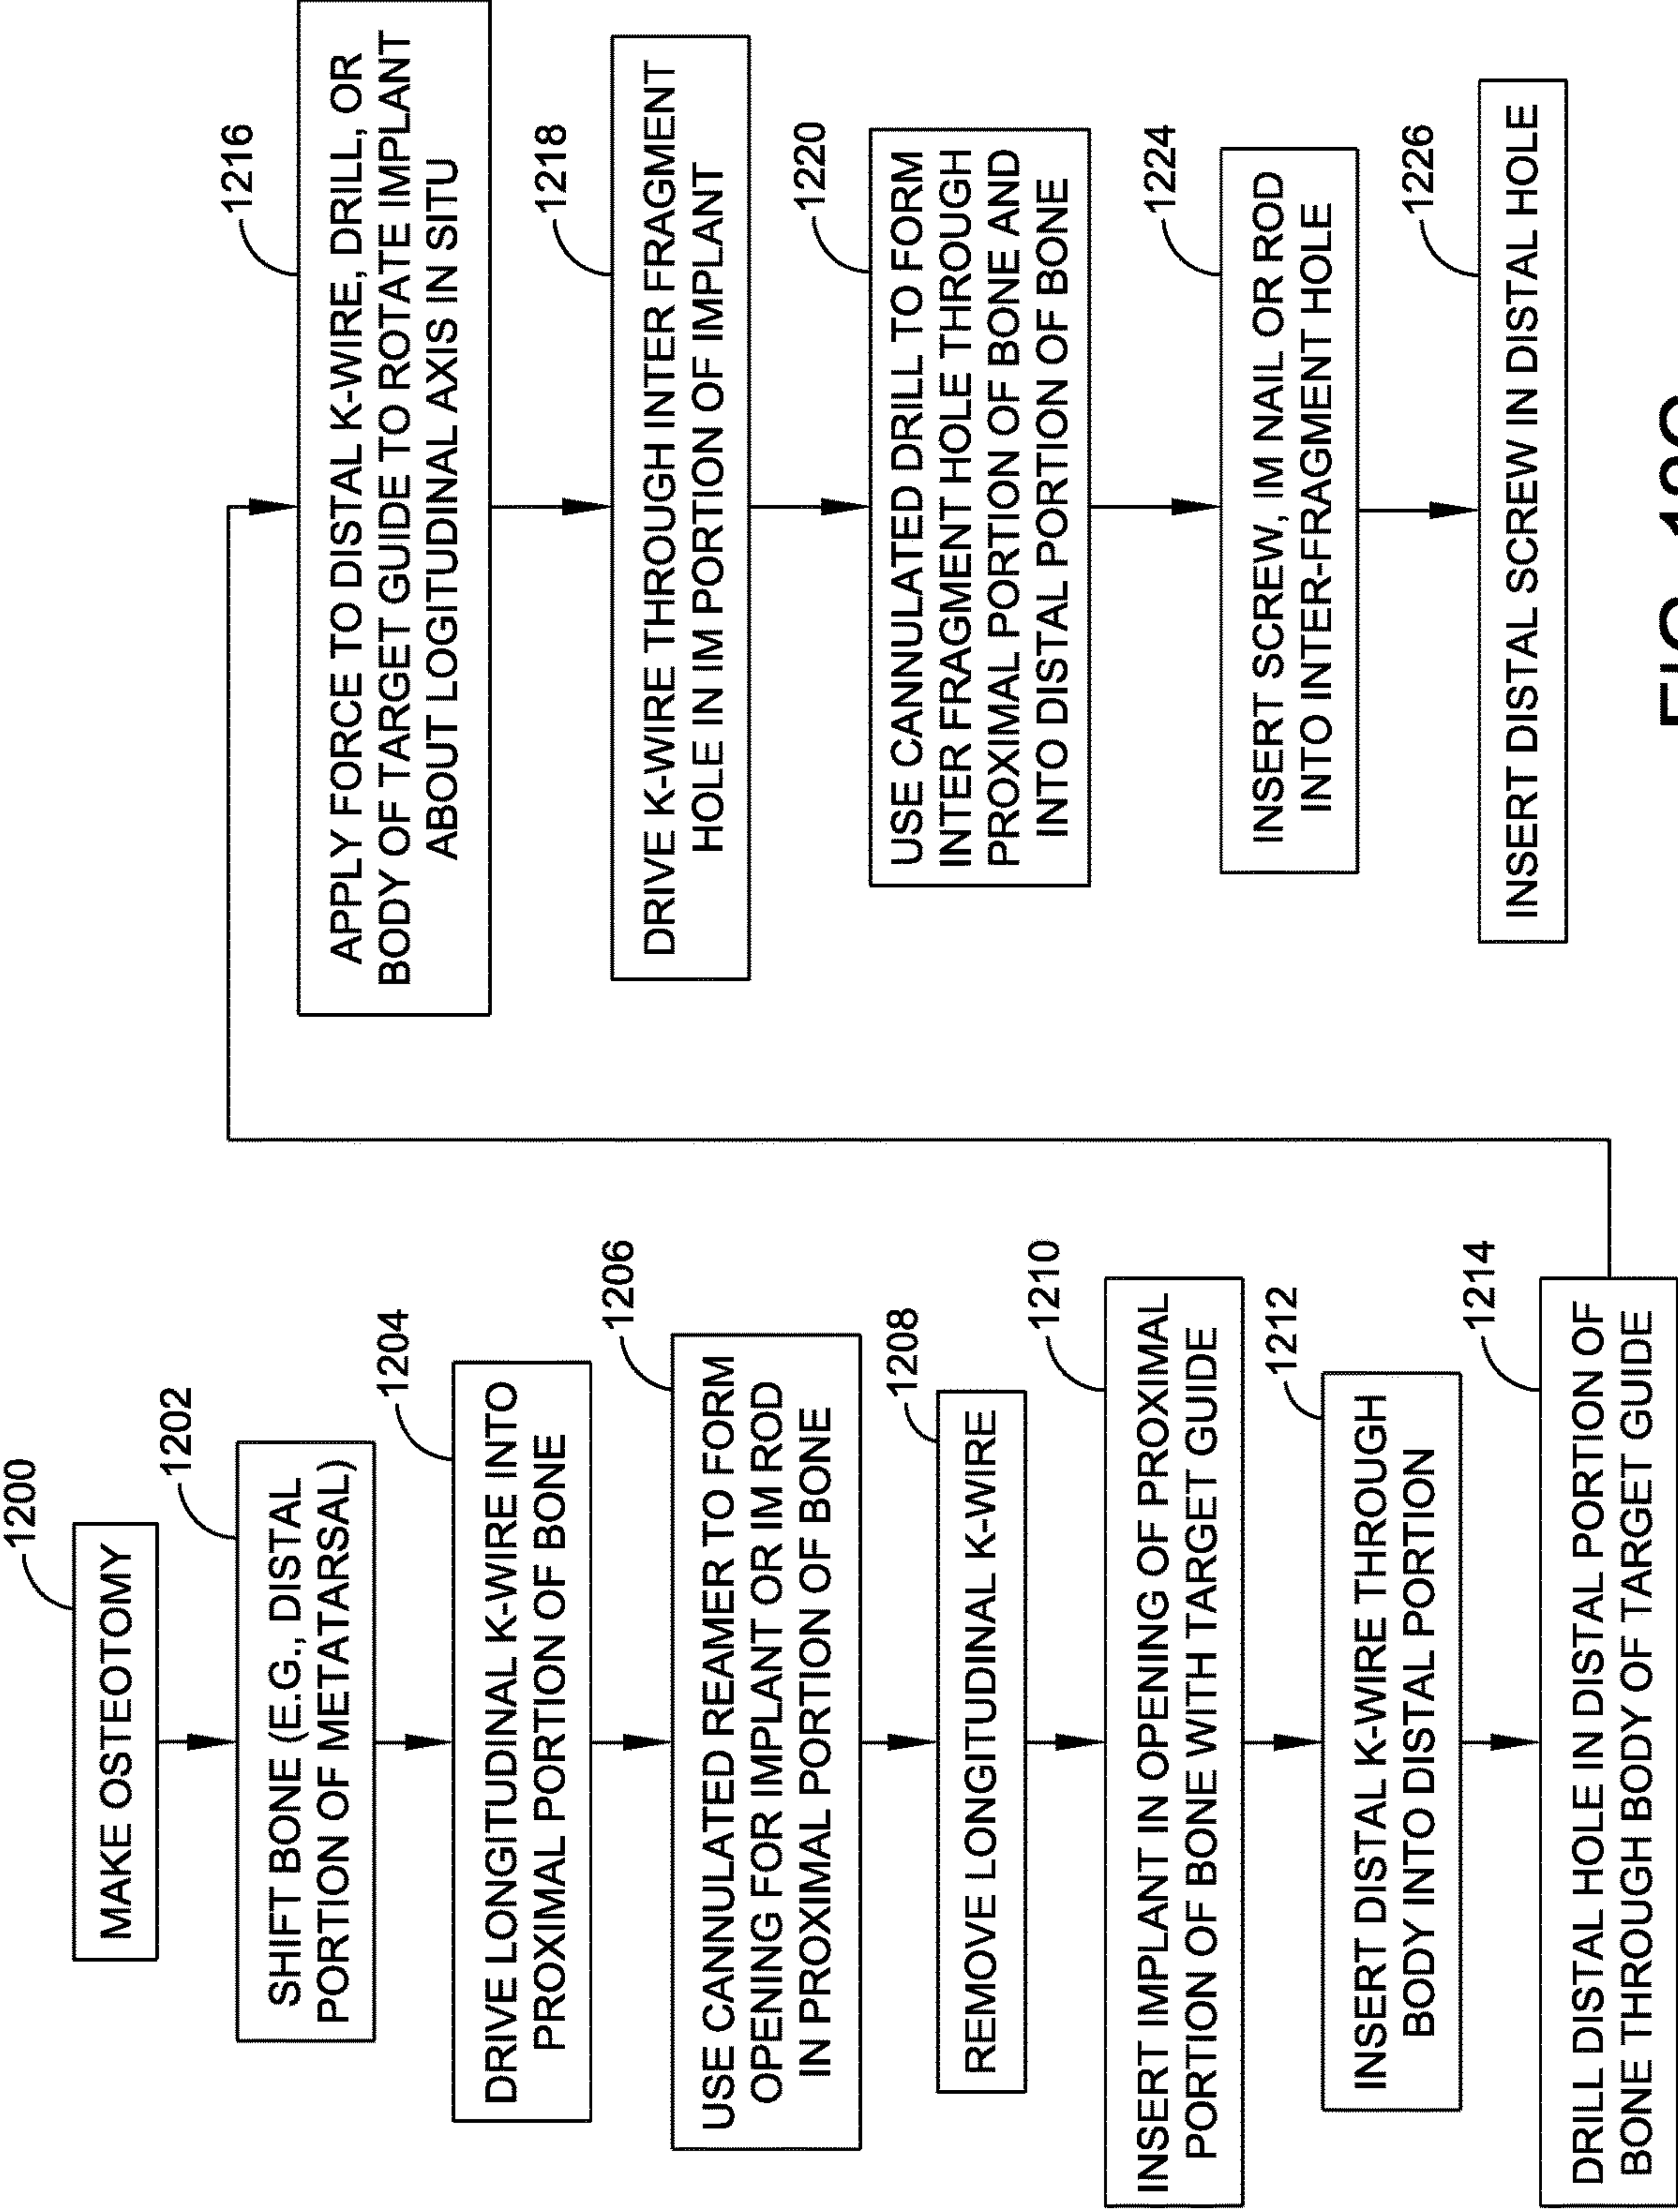 1200
MAKE OSTEOTOMY
1202
SHIFT BONE (E.G., DISTAL
PORTION OF METATARSAL)
1204
DRIVE LONGITUDINAL K-WIRE INTO
PROXIMAL PORTION OF BONE
1206
USE CANNULATED REAMER TO FORM
OPENING FOR IMPLANT OR IM ROD
IN PROXIMAL PORTION OF BONE
1208
REMOVE LONGITUDINAL K-WIRE
1210
INSERT IMPLANT IN OPENING OF PROXIMAL
PORTION OF BONE WITH TARGET GUIDE
1212
INSERT DISTAL K-WIRE THROUGH
BODY INTO DISTAL PORTION
1214
DRILL DISTAL HOLE IN DISTAL PORTION OF
BONE THROUGH BODY OF TARGET GUIDE
1216
APPLY FORCE TO DISTAL K-WIRE, DRILL, OR
BODY OF TARGET GUIDE TO ROTATE IMPLANT
ABOUT LOGITUDINAL AXIS IN SITU
1218
DRIVE K-WIRE THROUGH INTER FRAGMENT
HOLE IN IM PORTION OF IMPLANT
1220
USE CANNULATED DRILL TO FORM
INTER FRAGMENT HOLE THROUGH
PROXIMAL PORTION OF BONE AND
INTO DISTAL PORTION OF BONE
1224
INSERT SCREW, IM NAIL OR ROD
INTO INTER-FRAGMENT HOLE
1226
INSERT DISTAL SCREW IN DISTAL HOLE
FIG.